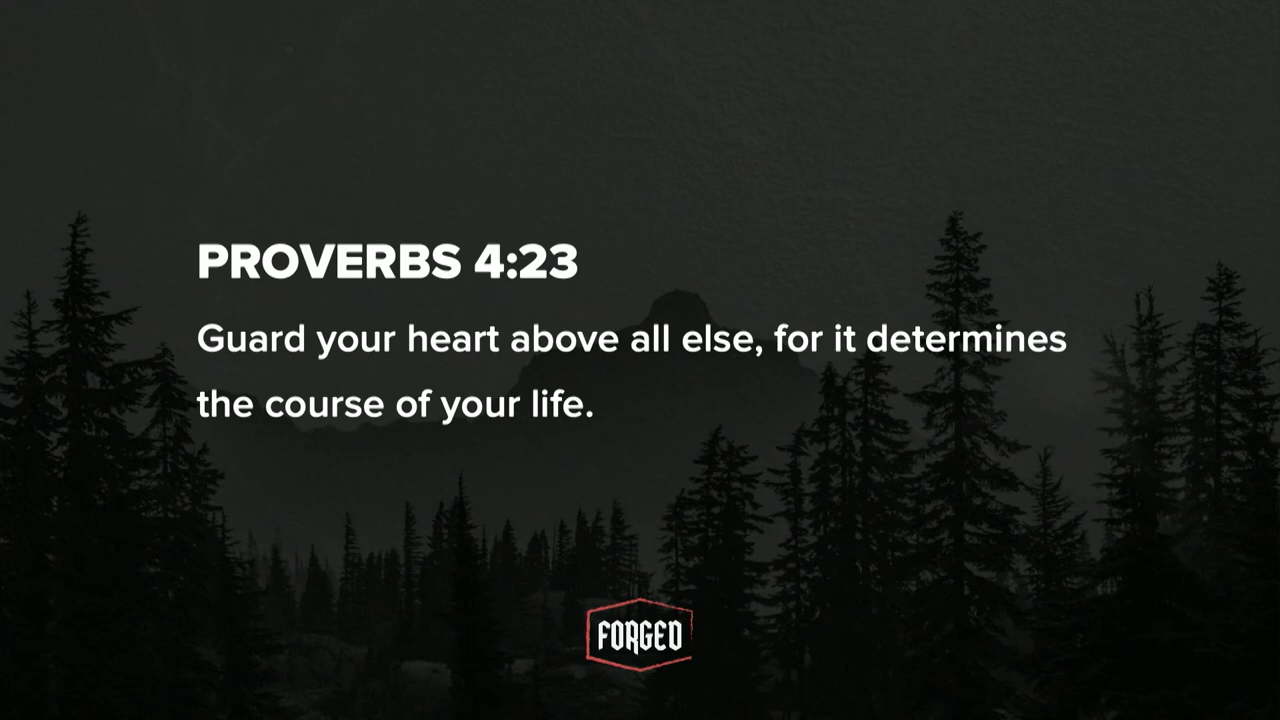 PROVERBS 4:23
Guard your heart above all else, for it determines
the course of your life.
FORGED